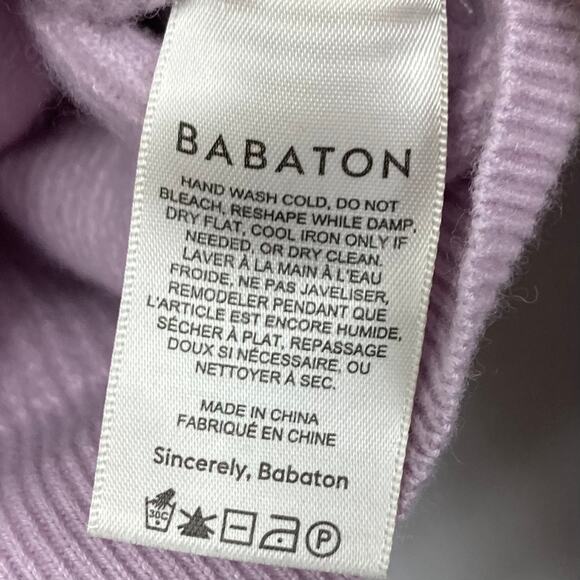 BABATON
HAND WASH COLD, DO NOT
BLEACH, RESHAPE WHILE DAMP,
DRY FLAT, COOL IRON ONLY IF
NEEDED, OR DRY CLEAN.
LAVER À LA MAIN À L'EAU
FROIDE, NE PAS JAVELISER,
REMODELER PENDANT QUE
L'ARTICLE EST ENCORE HUMIDE,
SÉCHER À PLAT, REPASSAGE
DOUX SI NÉCESSAIRE, OU
NETTOYER À SEC.
MADE IN CHINA
FABRIQUÉ EN CHINE
Sincerely, Babaton
30C P